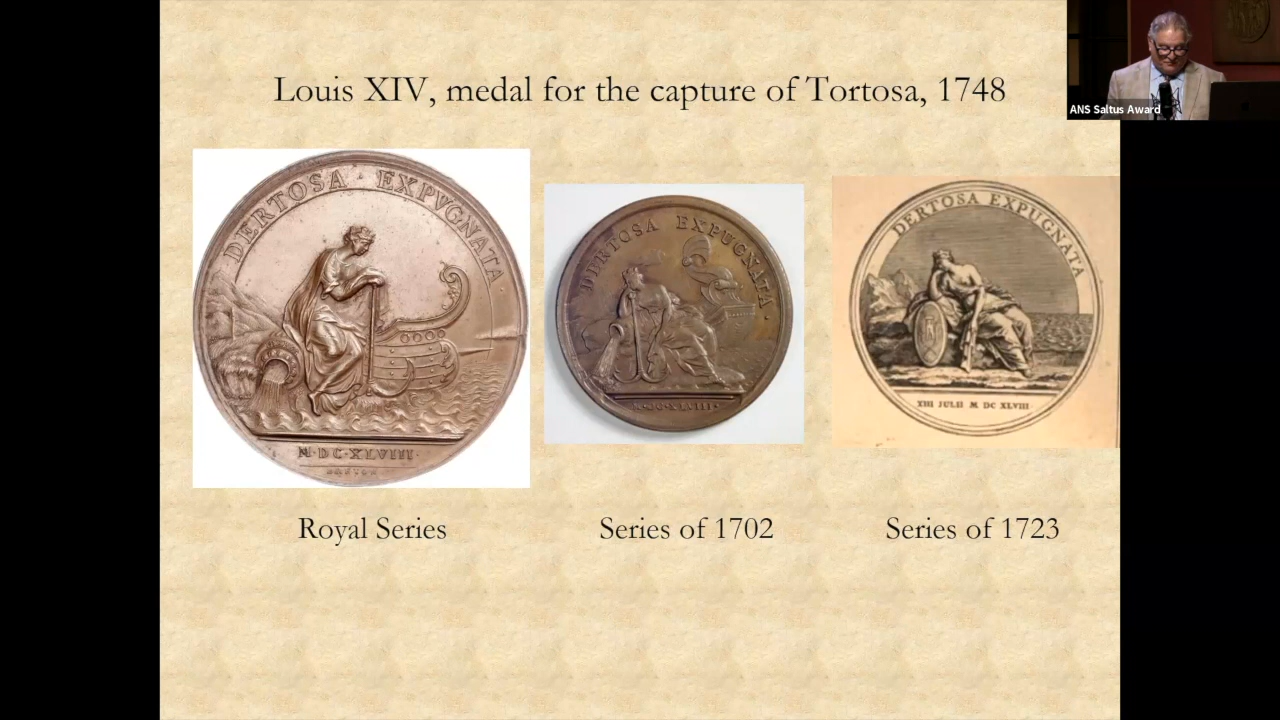 Louis XIV, medal for the capture of Tortosa, 1748
ANS Saltus Award
DERTOSA · EXPVGNATA ·
M·DC·XLVIII·
DERTOSA EXPUGNATA·
DERTOSA EXPUGNATA
XIII JULII M DC XLVIII·
Royal Series
Series of 1702
Series of 1723